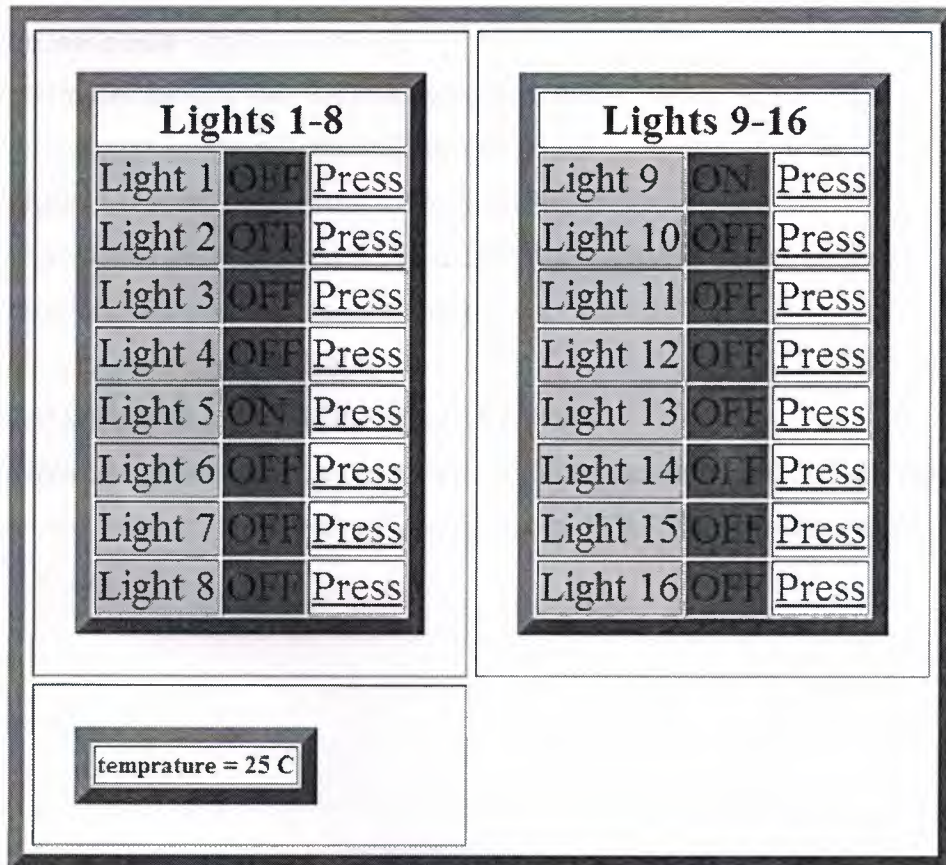 Lights 1-8
Light 1 OFF Press
Light 2 OFF Press
Light 3 OFF Press
Light 4 OFF Press
Light 5 ON Press
Light 6 OFF Press
Light 7 OFF Press
Light 8 OFF Press
Lights 9-16
Light 9 ON Press
Light 10 OFF Press
Light 11 OFF Press
Light 12 OFF Press
Light 13 OFF Press
Light 14 OFF Press
Light 15 OFF Press
Light 16 OFF Press
temprature = 25 C